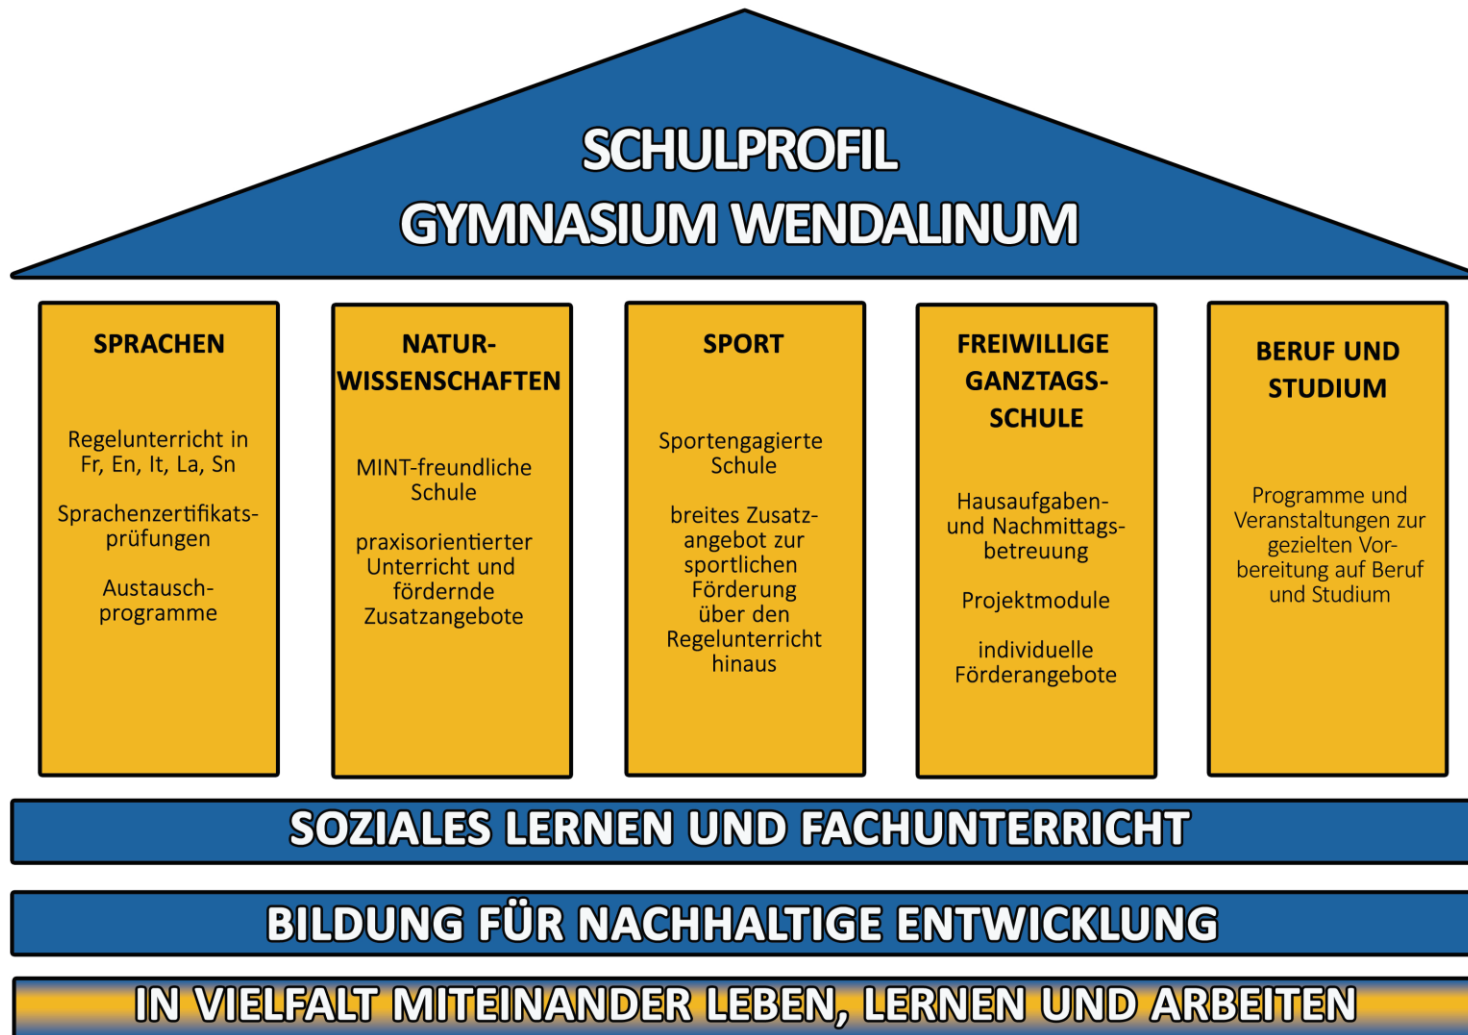 SCHULPROFIL
GYMNASIUM WENDALINUM
SPRACHEN
Regelunterricht in
Fr, En, It, La, Sn
Sprachenzertifikats-
prüfungen
Austausch-
programme
NATUR-
WISSENSCHAFTEN
MINT-freundliche
Schule
praxisorientierter
Unterricht und
fördernde
Zusatzangebote
SPORT
Sportengagierte
Schule
breites Zusatz-
angebot zur
sportlichen
Förderung
über den
Regelunterricht
hinaus
FREIWILLIGE
GANZTAGS-
SCHULE
Hausaufgaben-
und Nachmittags-
betreuung
Projektmodule
individuelle
Förderangebote
BERUF UND
STUDIUM
Programme und
Veranstaltungen zur
gezielten Vor-
bereitung auf Beruf
und Studium
SOZIALES LERNEN UND FACHUNTERRICHT
BILDUNG FÜR NACHHALTIGE ENTWICKLUNG
IN VIELFALT MITEINANDER LEBEN, LERNEN UND ARBEITEN